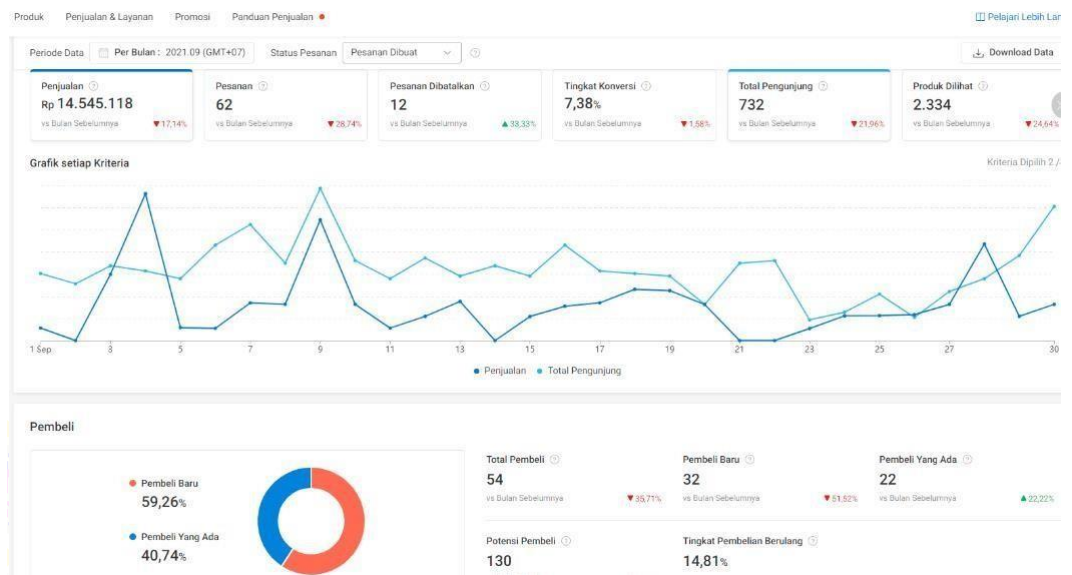 Produk Penjualan & Layanan Promosi Panduan Penjualan Pelajari Lebih Lan
Periode Data Per Bulan : 2021.09 (GMT+07) Status Pesanan Pesanan Dibuat Download Data
Penjualan Pesanan Pesanan Dibatalkan Tingkat Konversi Total Pengunjung Produk Dilihat
Rp 14.545.118 62 12 7,38% 732 2.334
vs Bulan Sebelumnya ▼17,14% vs Bulan Sebelumnya ▼28,74% vs Bulan Sebelumnya ▲33,33% vs Bulan Sebelumnya ▼1,58% vs Bulan Sebelumnya ▼21,96% vs Bulan Sebelumnya ▼24,64%
Grafik setiap Kriteria Kriteria Dipilih 2 /
1 Sep 3 5 7 9 11 13 15 17 19 21 23 25 27 30
Penjualan Total Pengunjung
Pembeli
Pembeli Baru
59,26%
Pembeli Yang Ada
40,74%
Total Pembeli Pembeli Baru Pembeli Yang Ada
54 32 22
vs Bulan Sebelumnya ▼35,71% vs Bulan Sebelumnya ▼51,52% vs Bulan Sebelumnya ▲22,22%
Potensi Pembeli Tingkat Pembelian Berulang
130 14,81%